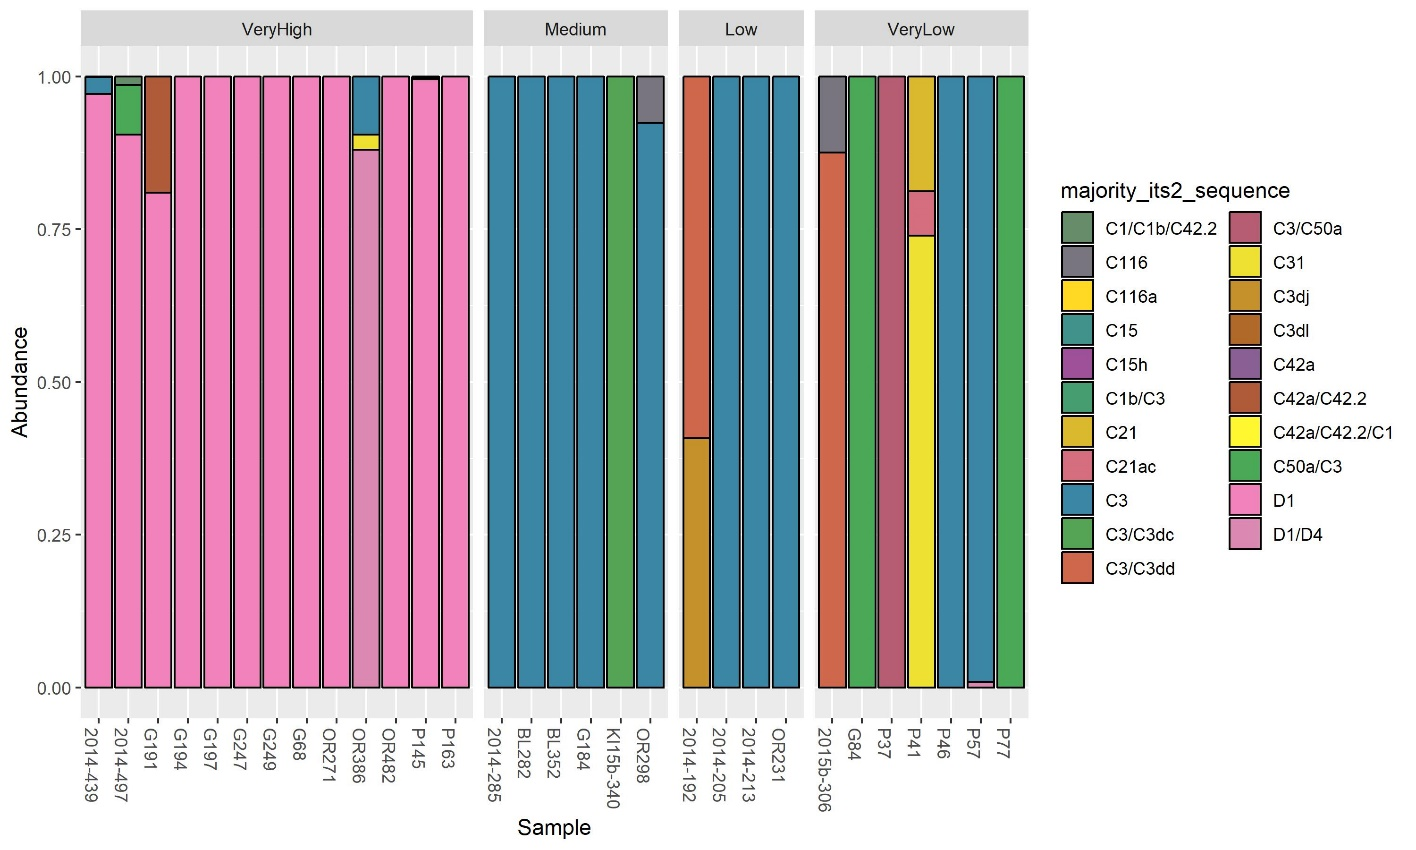 VeryHigh
Medium
Low
VeryLow
1.00
0.75
0.50
0.25
0.00
Abundance
2014-439
2014-497
G191
G194
G197
G247
G249
G68
OR271
OR386
OR482
P145
P163
2014-285
BL282
BL352
G184
KI15b-340
OR298
2014-192
2014-205
2014-213
OR231
2015b-306
G84
P37
P41
P46
P57
P77
Sample
majority_its2_sequence
C1/C1b/C42.2
C116
C116a
C15
C15h
C1b/C3
C21
C21ac
C3
C3/C3dc
C3/C3dd
C3/C50a
C31
C3dj
C3dl
C42a
C42a/C42.2
C42a/C42.2/C1
C50a/C3
D1
D1/D4